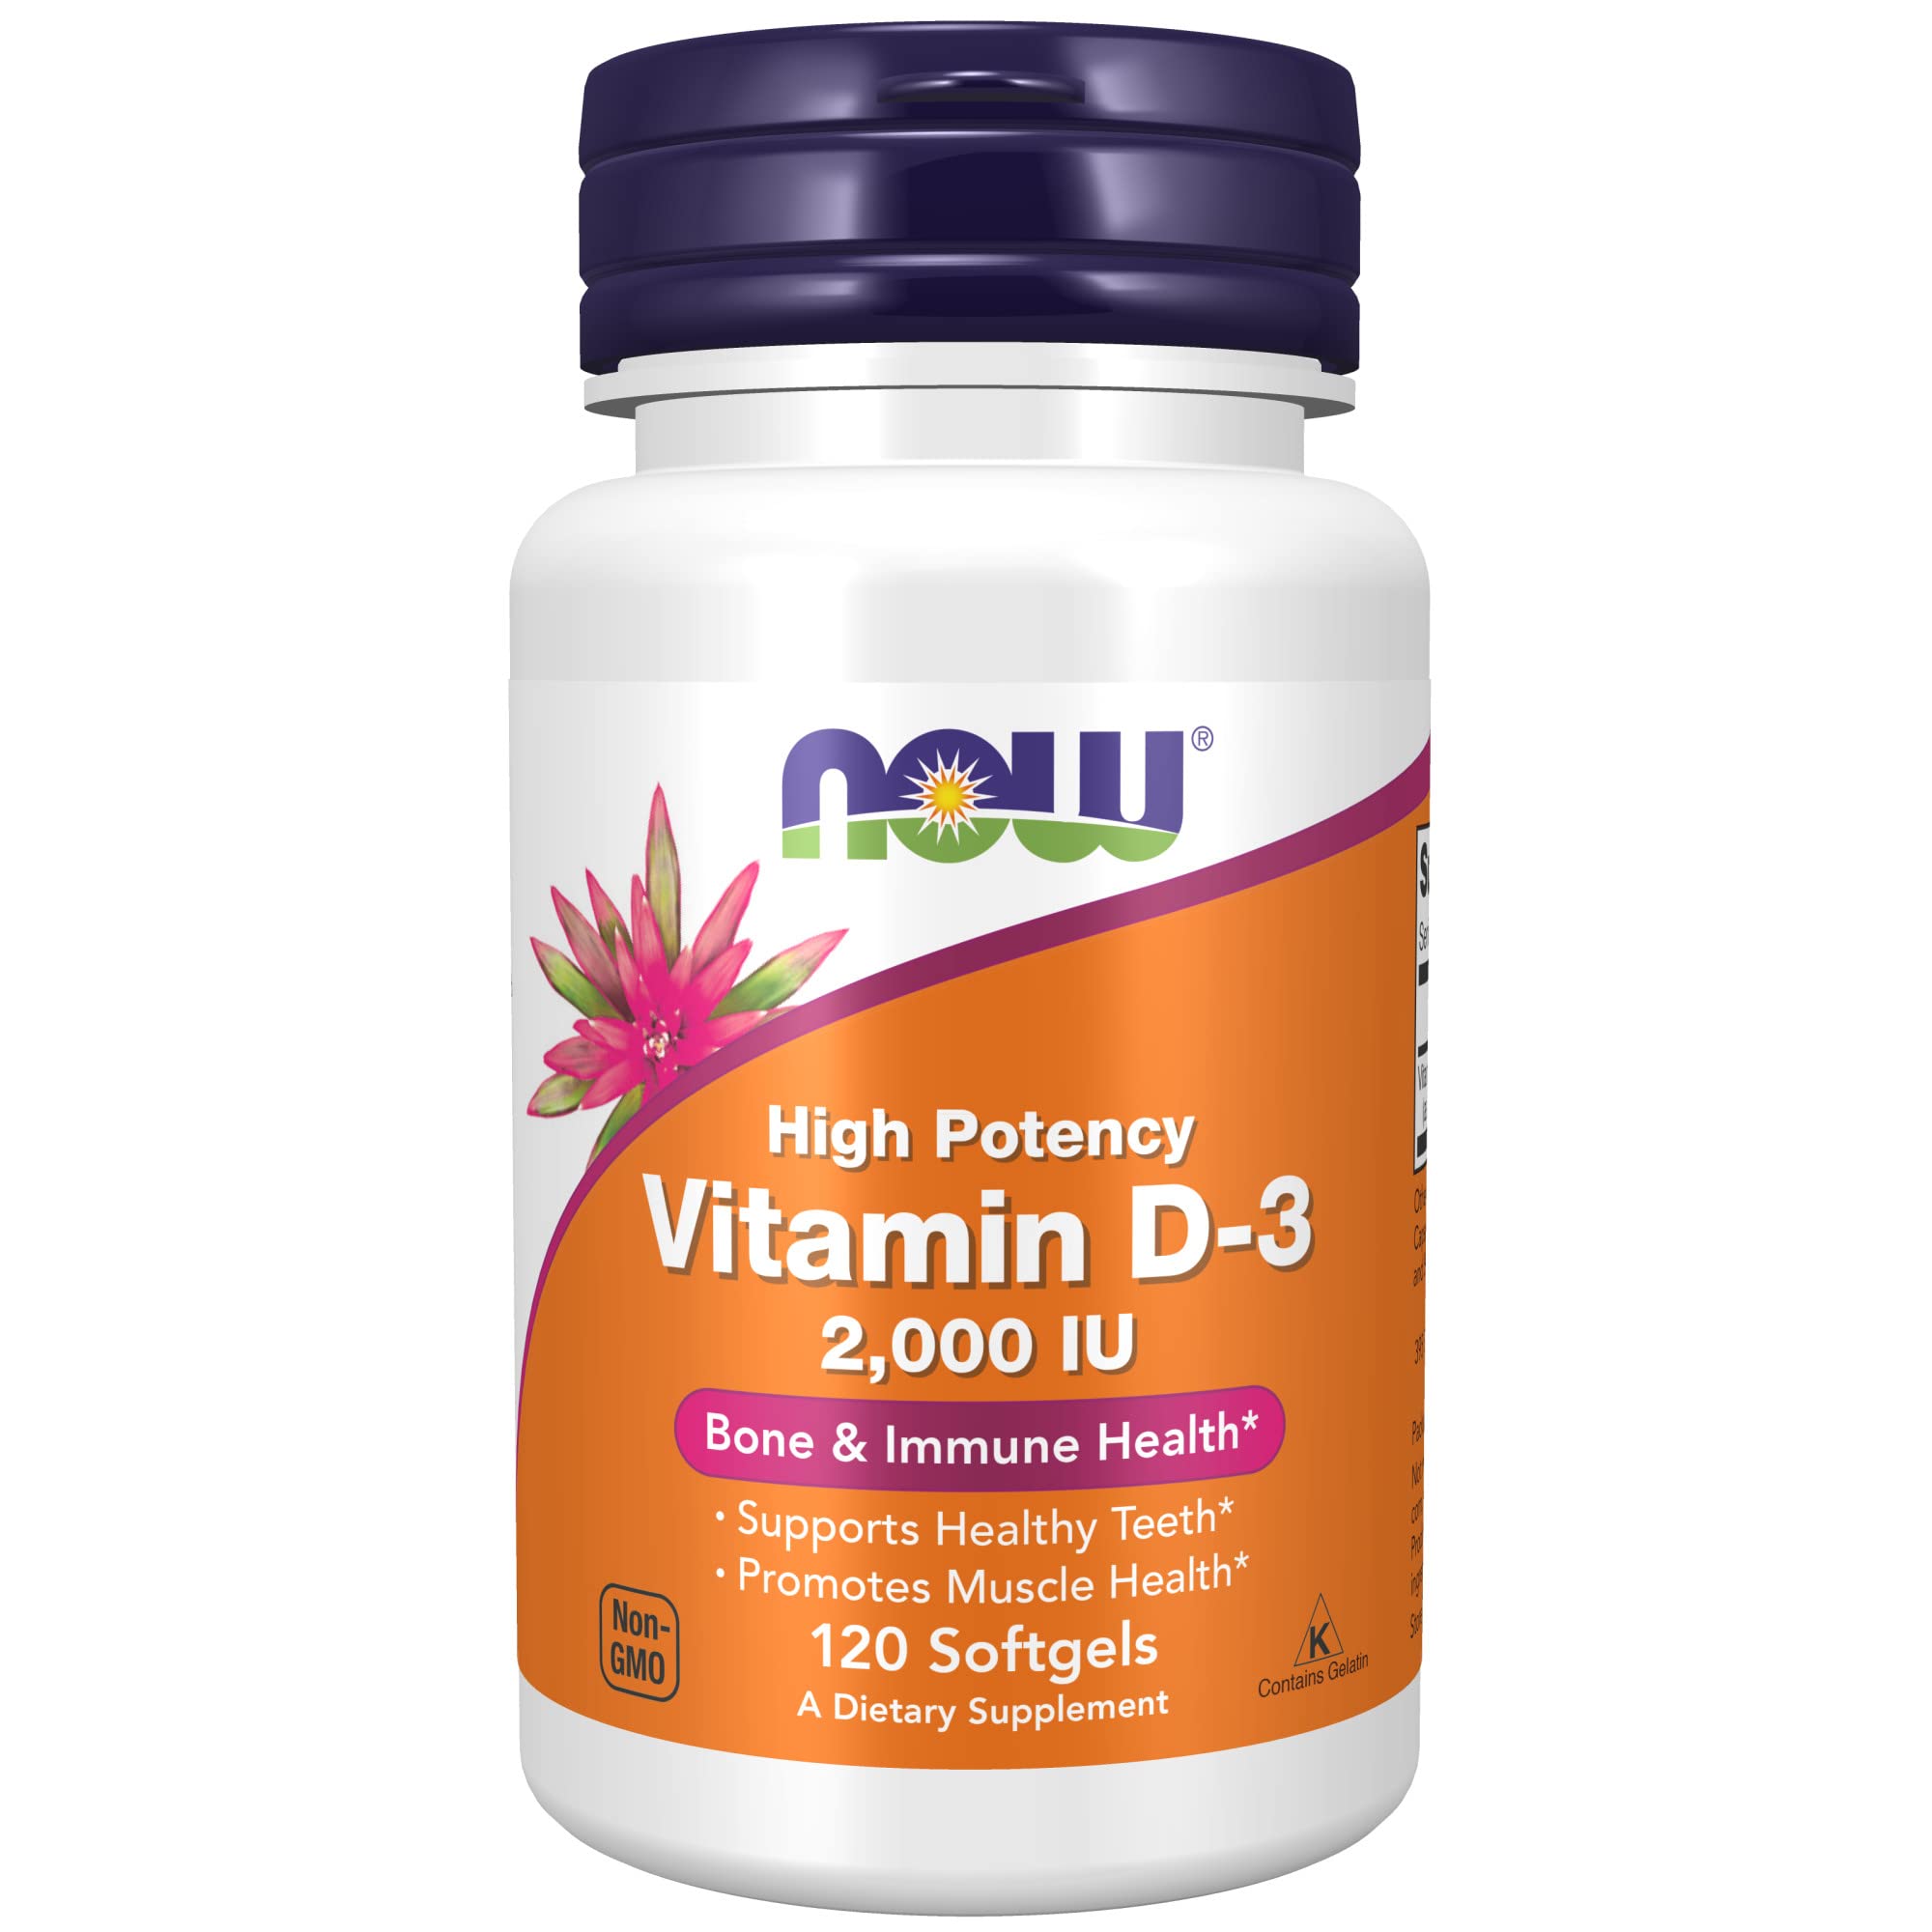 now®
High Potency
Vitamin D-3
2,000 IU
Bone & Immune Health*
• Supports Healthy Teeth*
• Promotes Muscle Health*
120 Softgels
A Dietary Supplement
Non-
GMO
K
Contains Gelatin